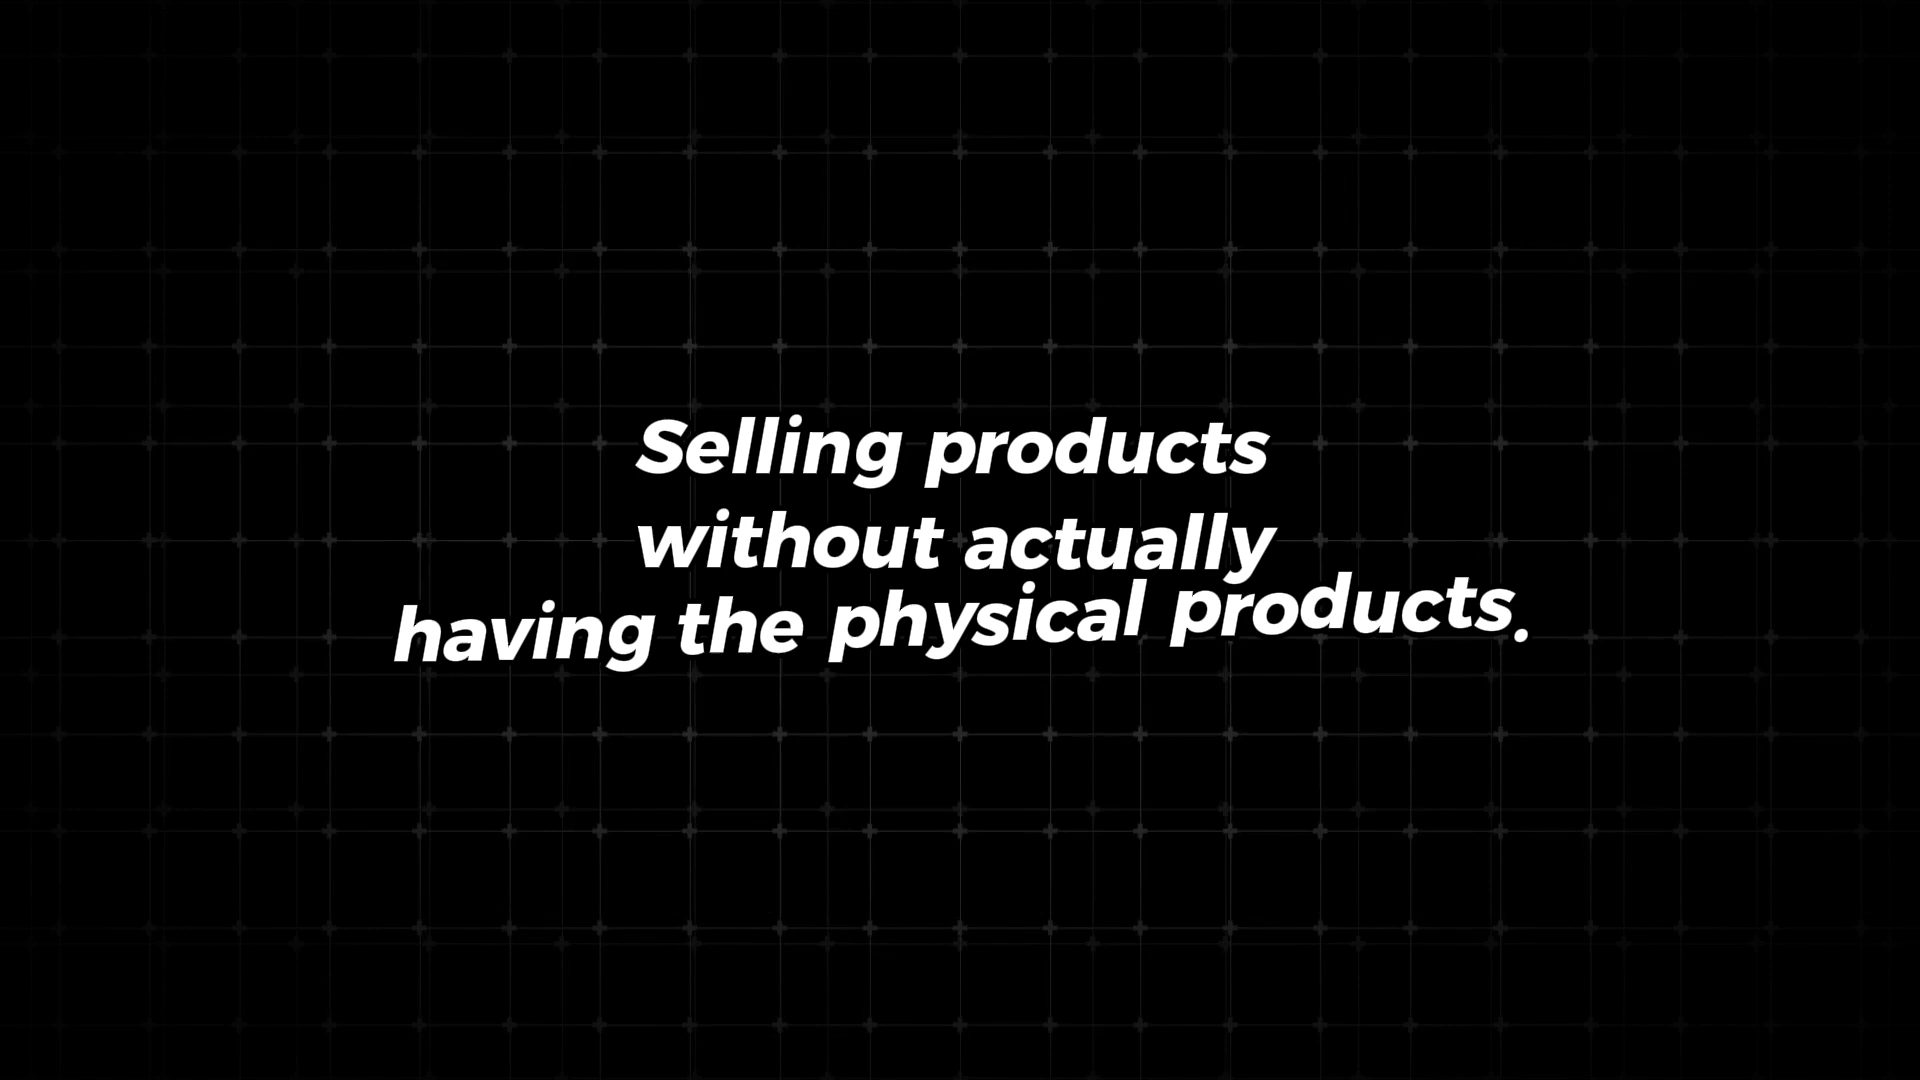 Selling products
without actually
having the physical products.